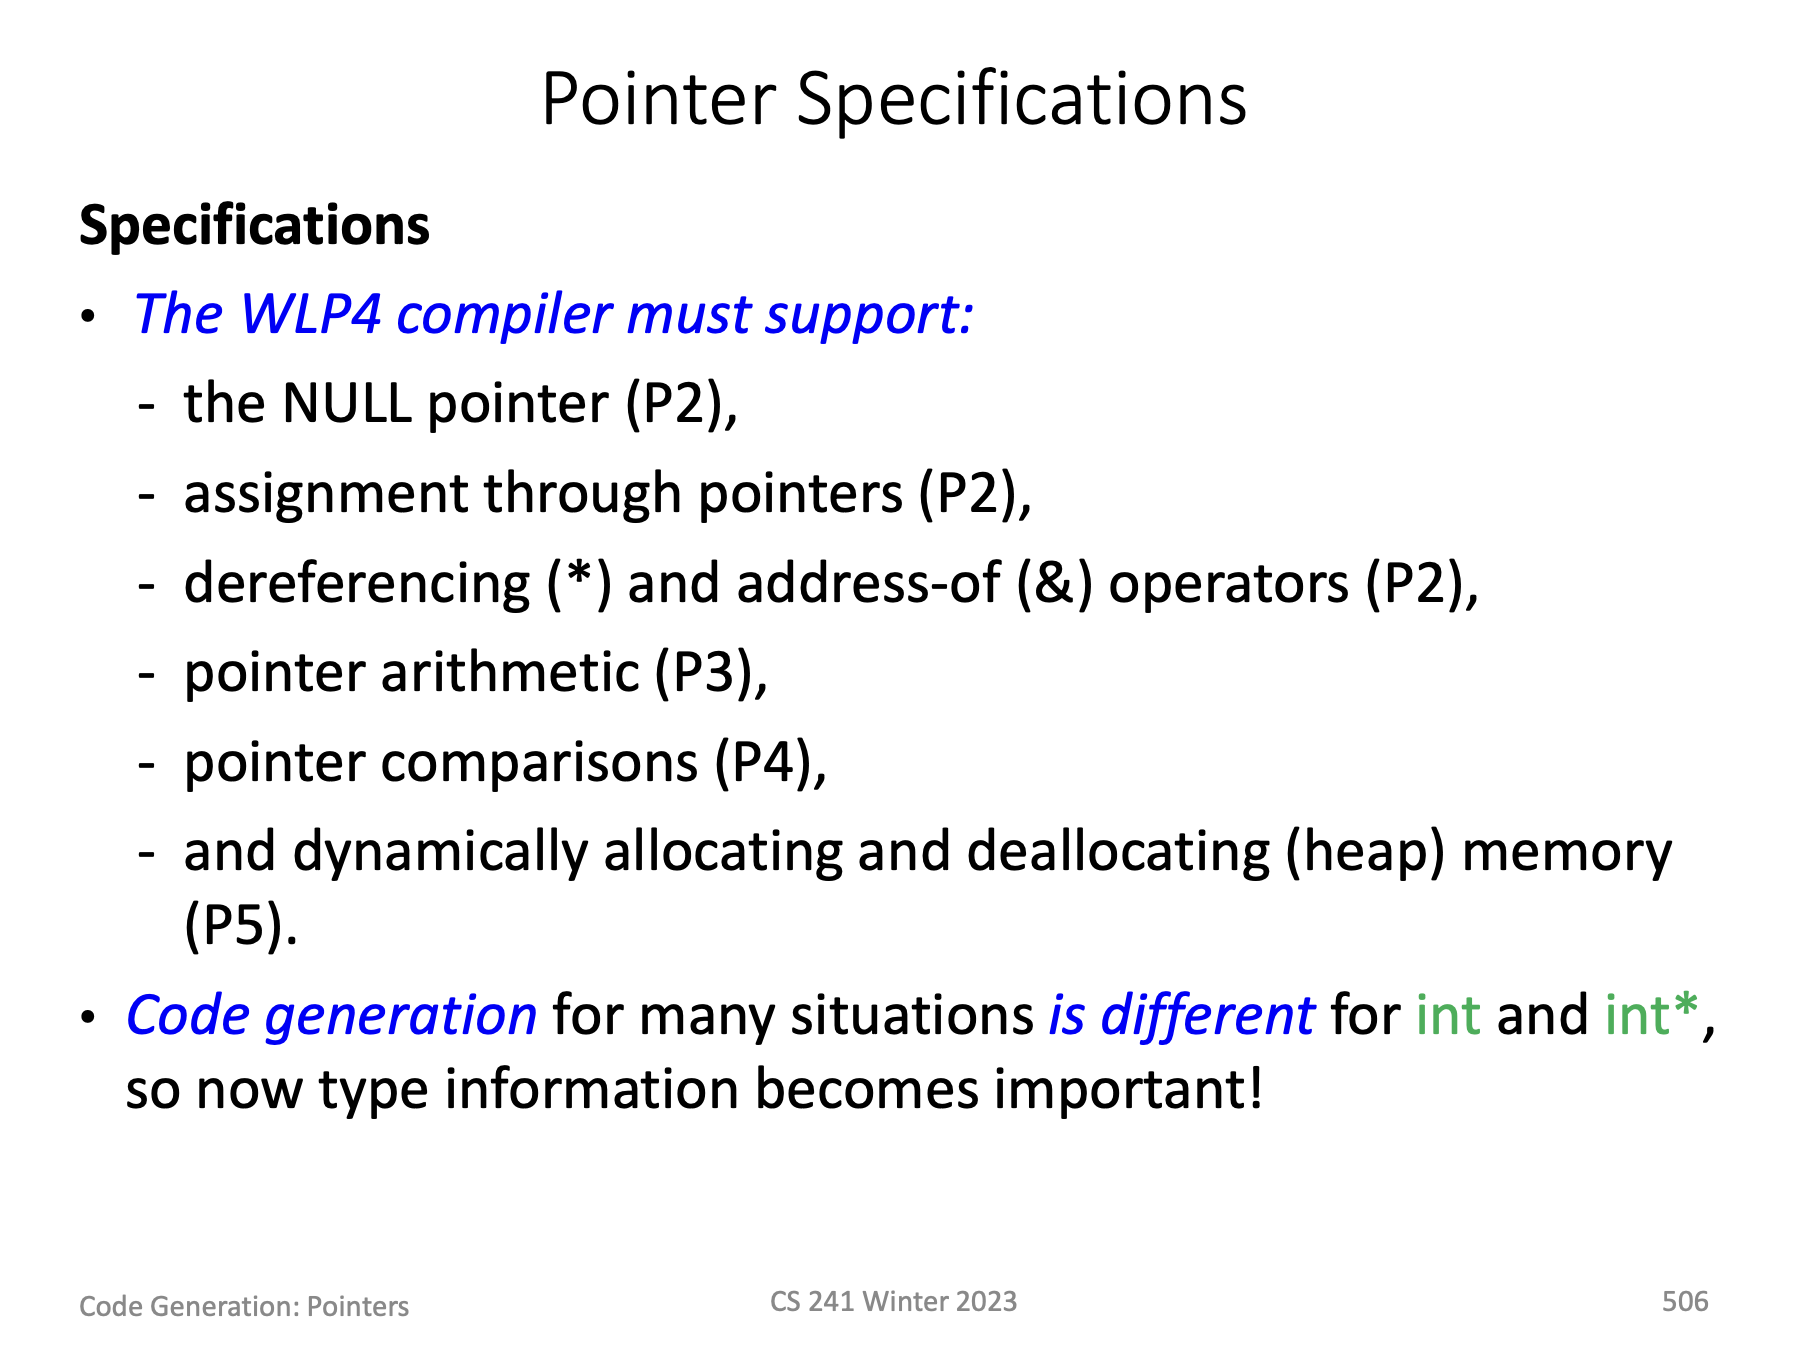 Pointer Specifications
Specifications
• The WLP4 compiler must support:
- the NULL pointer (P2),
- assignment through pointers (P2),
- dereferencing (*) and address-of (&) operators (P2),
- pointer arithmetic (P3),
- pointer comparisons (P4),
- and dynamically allocating and deallocating (heap) memory
(P5).
• Code generation for many situations is different for int and int*,
so now type information becomes important!
Code Generation: Pointers
CS 241 Winter 2023
506